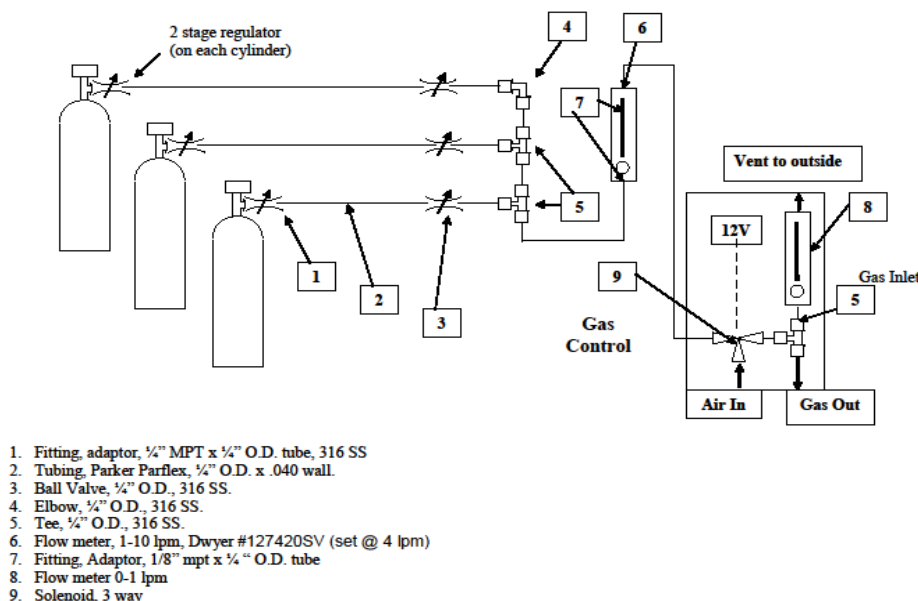 2 stage regulator
(on each cylinder)
4
6
7
Vent to outside
5
12V
8
9
Gas Inlet
1
2
3
5
Gas
Control
Air In
Gas Out
1. Fitting, adaptor, ¼” MPT x ¼” O.D. tube, 316 SS
2. Tubing, Parker Parflex, ¼” O.D. x .040 wall.
3. Ball Valve, ¼” O.D., 316 SS.
4. Elbow, ¼” O.D., 316 SS.
5. Tee, ¼” O.D., 316 SS.
6. Flow meter, 1-10 lpm, Dwyer #127420SV (set @ 4 lpm)
7. Fitting, Adaptor, 1/8” mpt x ¼ “ O.D. tube
8. Flow meter 0-1 lpm
9. Solenoid, 3 way